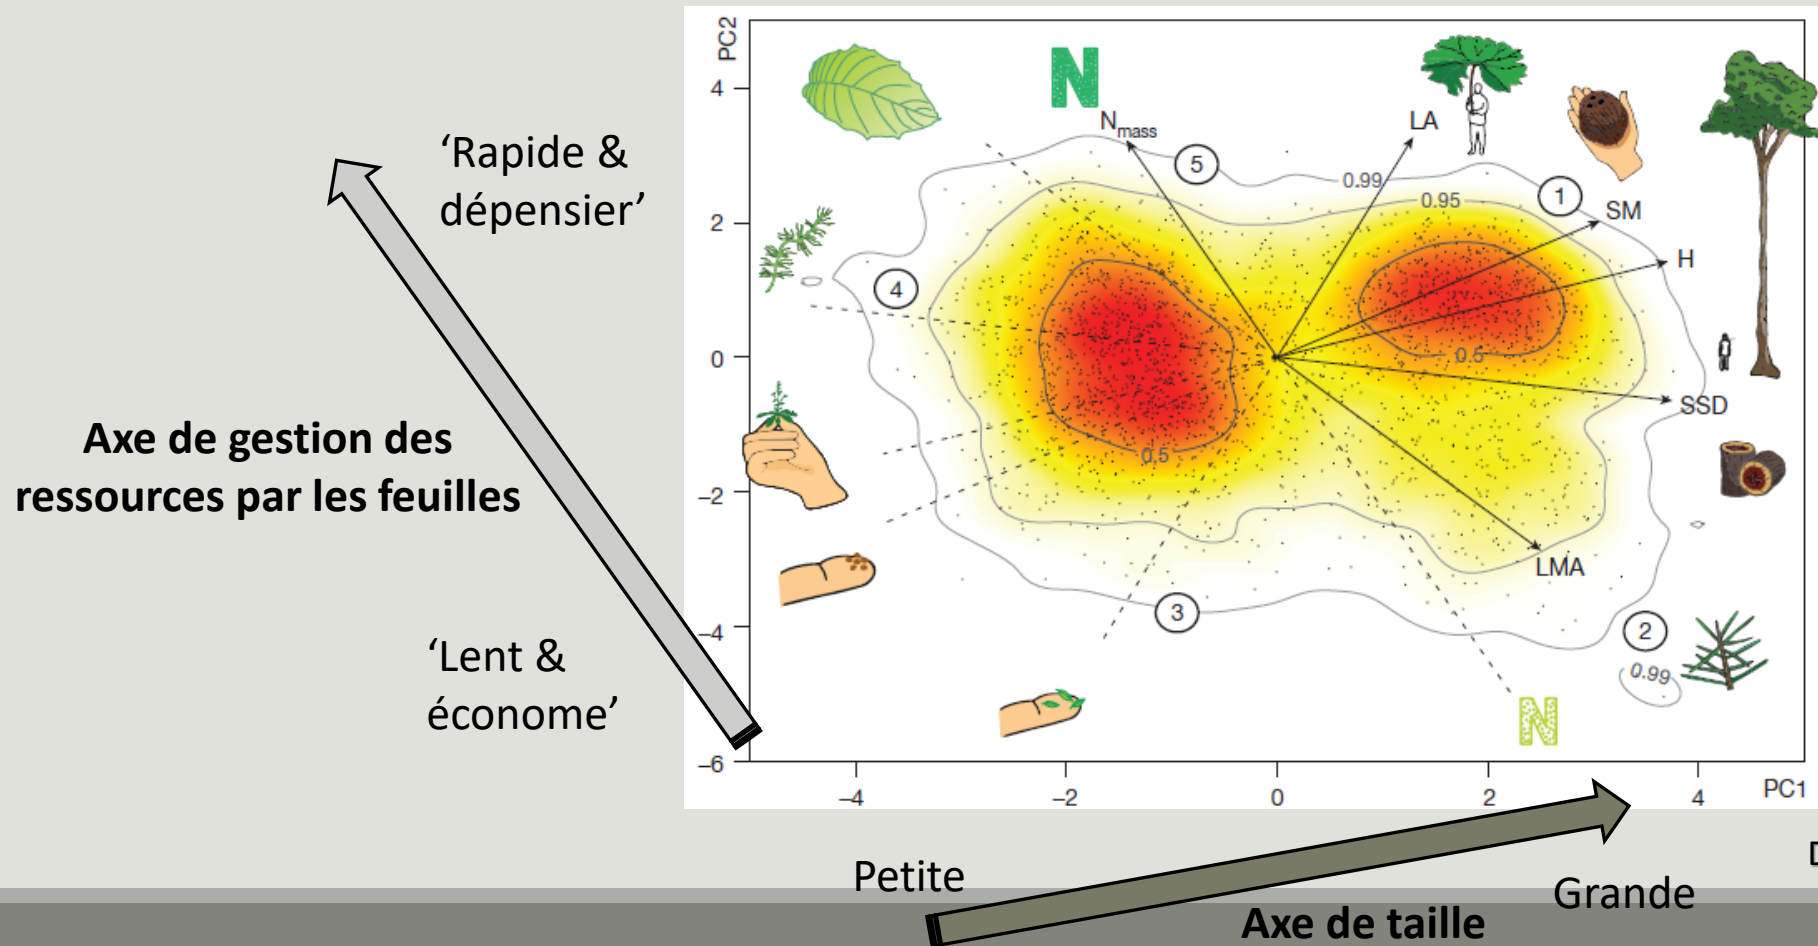 PC2
4
2
0
–2
–4
–6
–4
–2
0
2
4
PC1
N
N
Nmass
LA
SM
H
SSD
LMA
0.99
0.95
0.5
0.5
0.99
1
2
3
4
5
‘Rapide &
dépensier’
Axe de gestion des
ressources par les feuilles
‘Lent &
économe’
Petite
Grande
Axe de taille